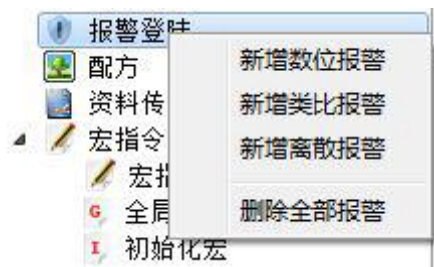 报警登陆
配方
资料传
宏指令
宏指
全局
初始化宏
新增数位报警
新增类比报警
新增离散报警
删除全部报警